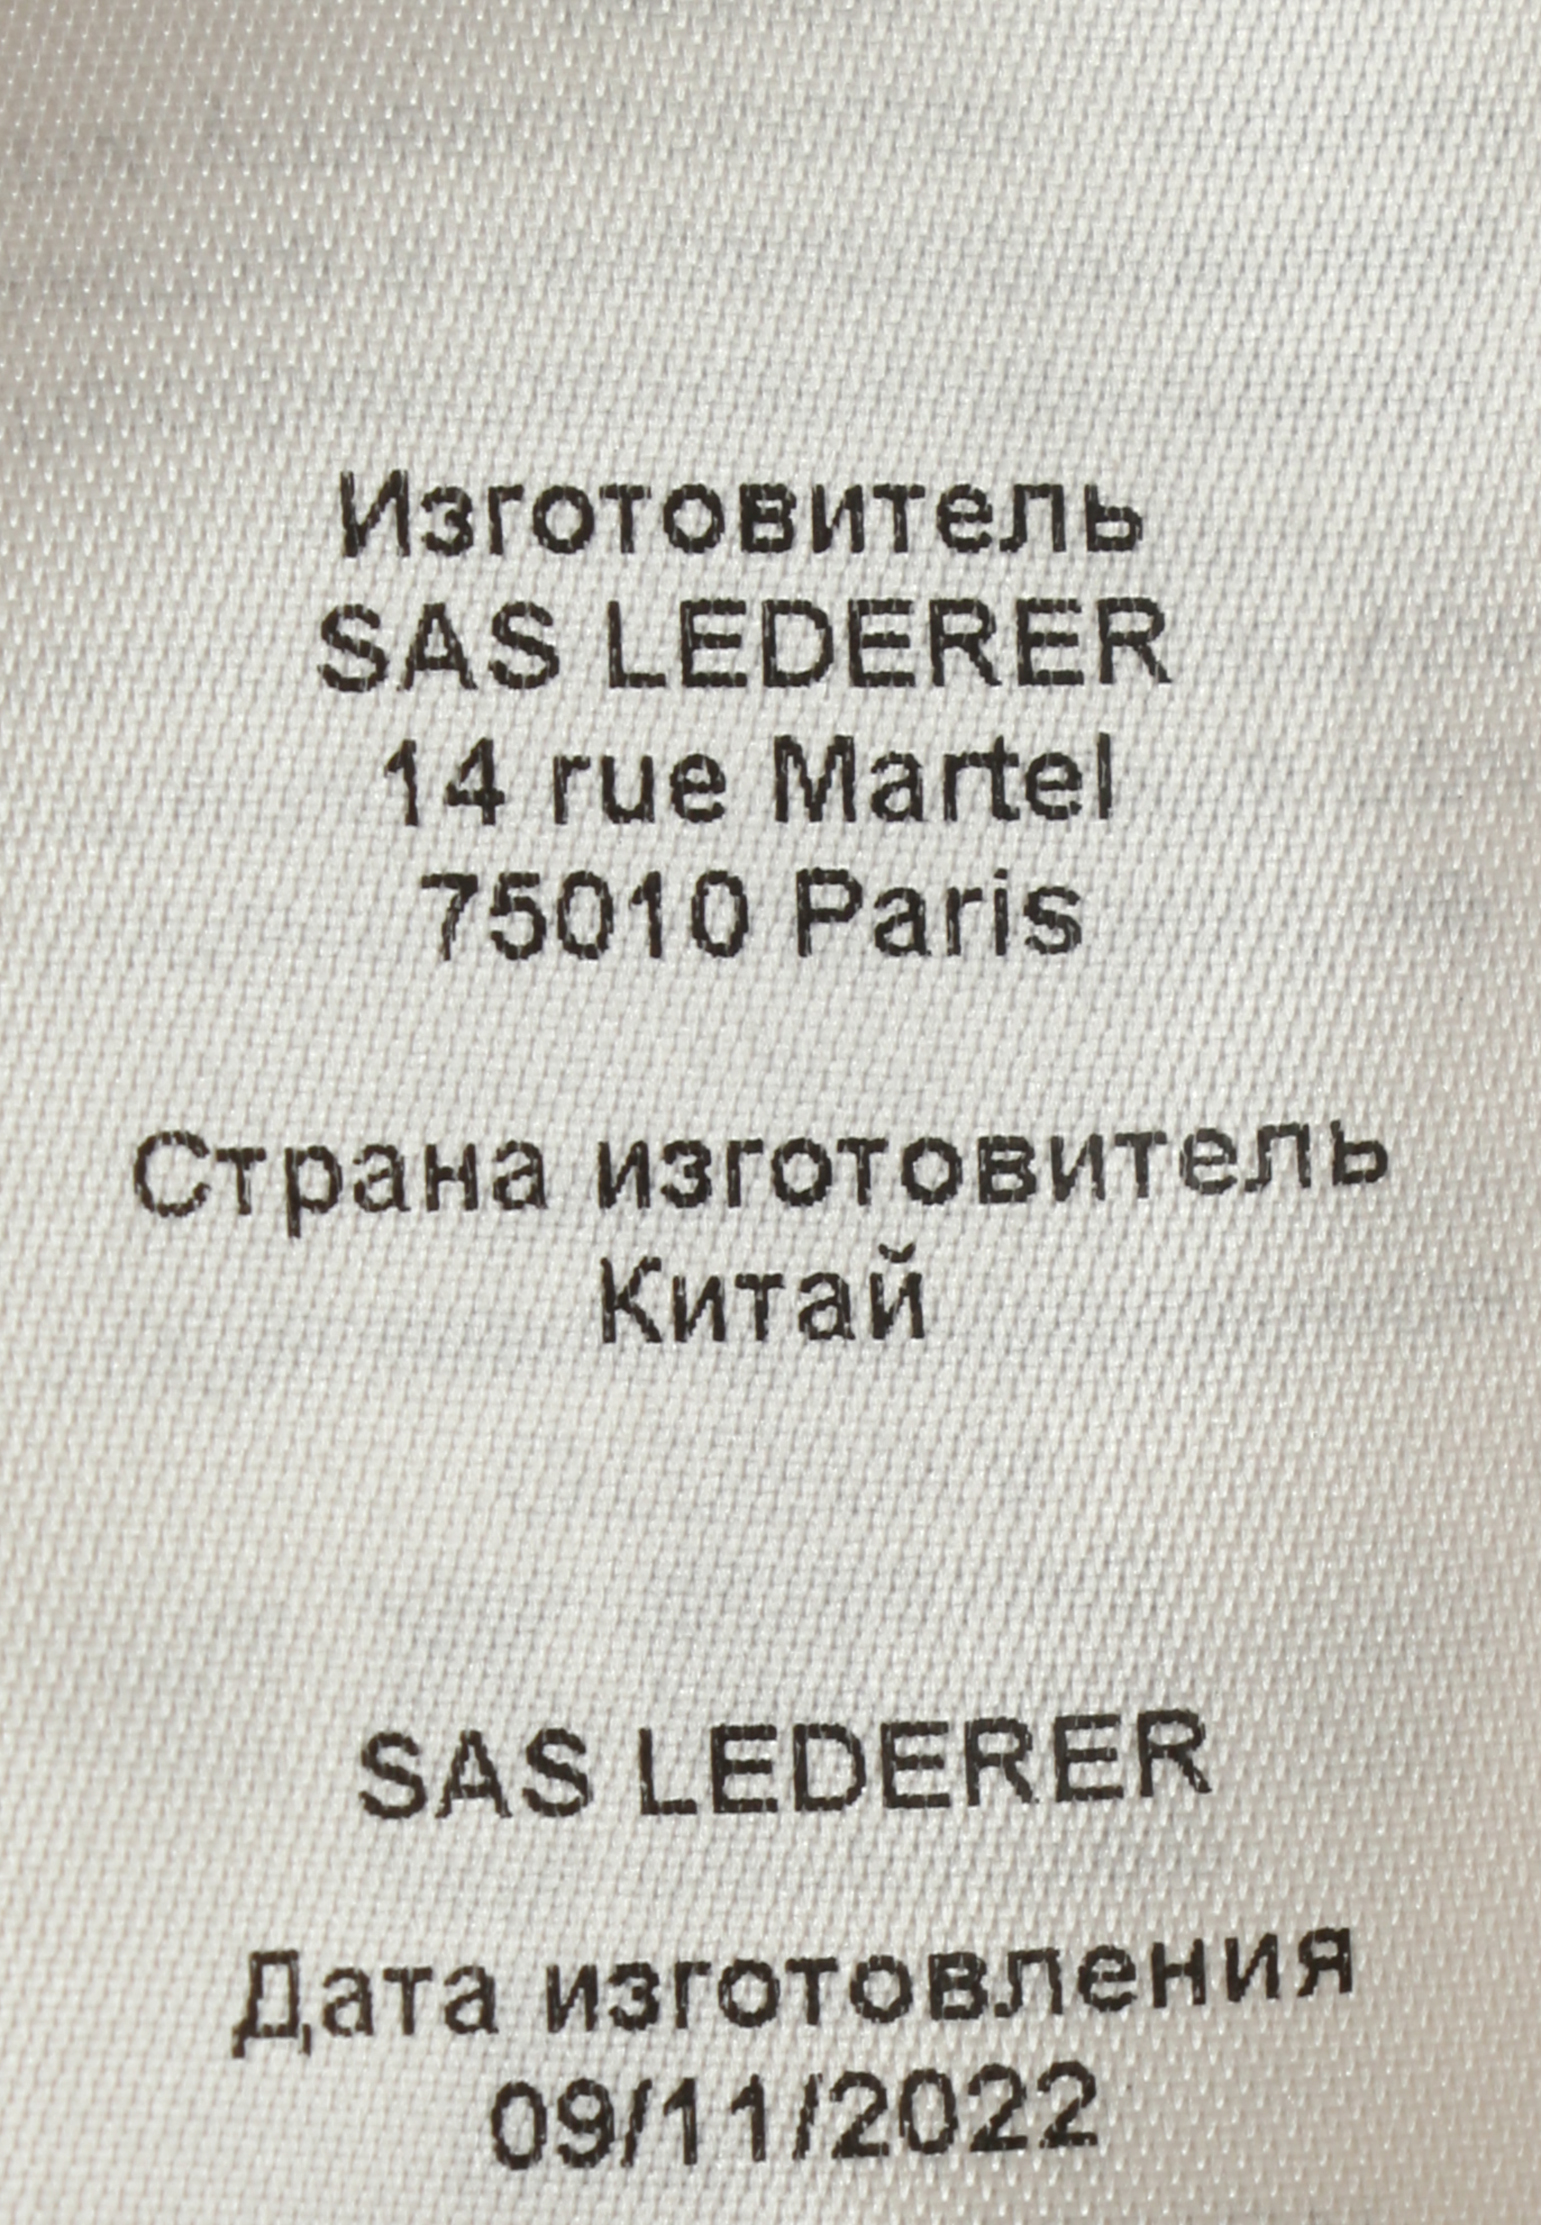 Изготовитель
SAS LEDERER
14 rue Martel
75010 Paris
Страна изготовитель
Китай
SAS LEDERER
Дата изготовления
09/11/2022